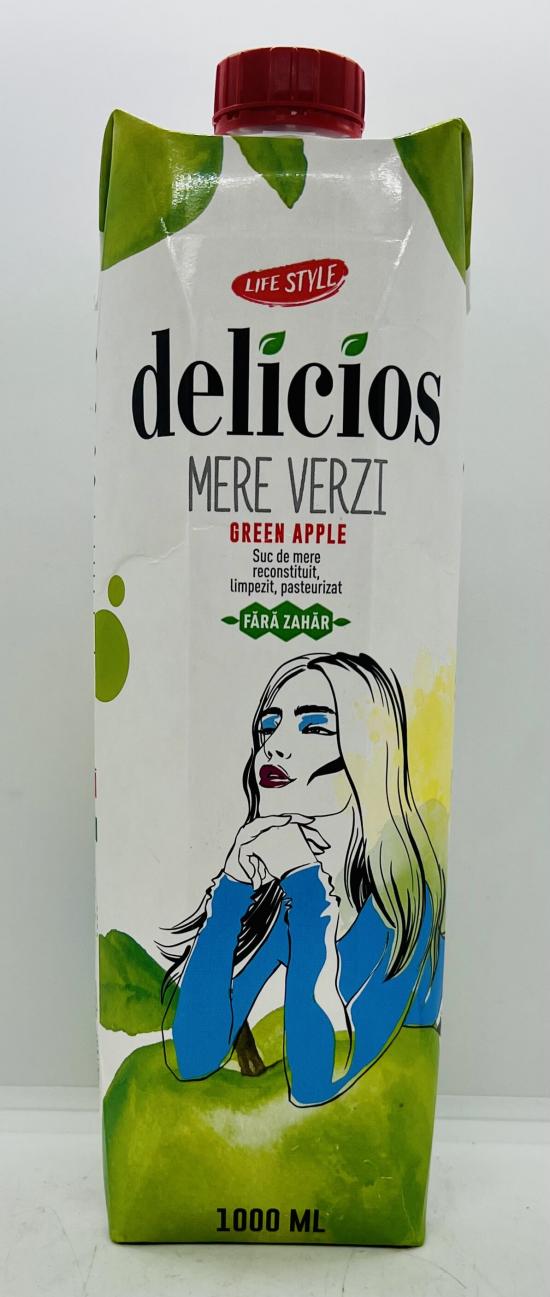 LIFE STYLE
delicios
MERE VERZI
GREEN APPLE
Suc de mere
reconstituit,
limpezit, pasteurizat
FĂRĂ ZAHĂR
1000 ML